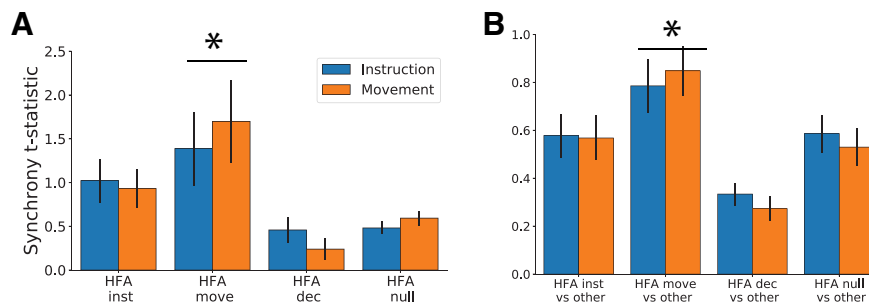 A
B
*
*
Synchrony t-statistic
2.5
2.0
1.5
1.0
0.5
0.0
Instruction
Movement
HFA
inst
HFA
move
HFA
dec
HFA
null
1.0
0.8
0.6
0.4
0.2
0.0
HFA inst
vs other
HFA move
vs other
HFA dec
vs other
HFA null
vs other